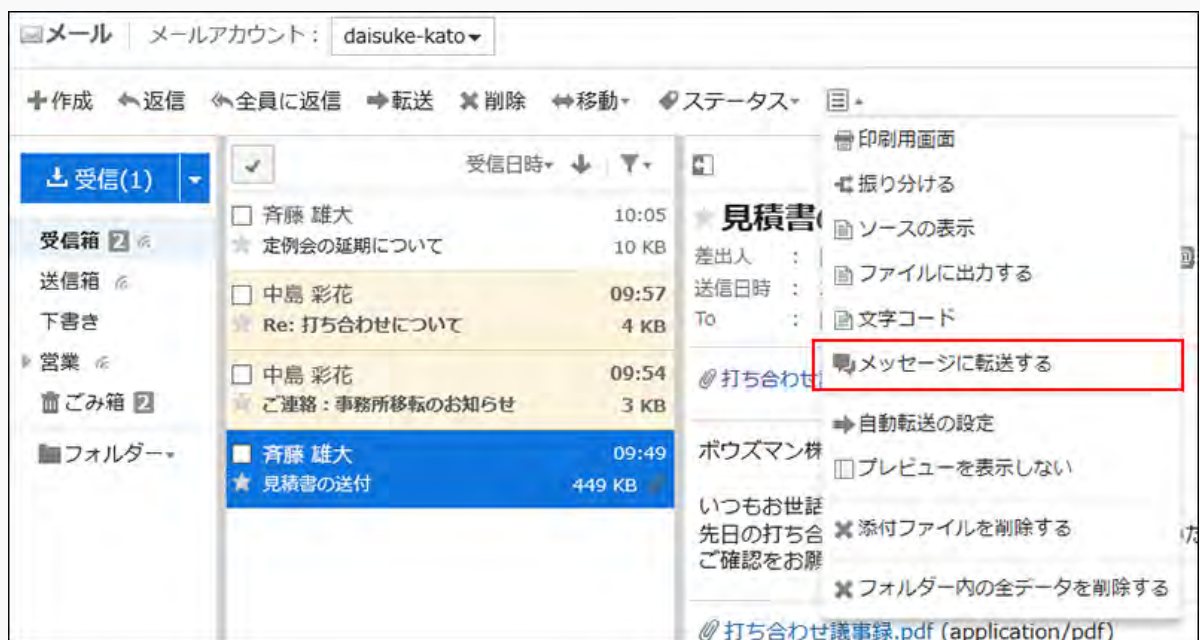 メール メールアカウント： daisuke-kato
作成 返信 全員に返信 転送 削除 移動 ステータス
受信(1)
受信箱 2
送信箱
下書き
営業
ごみ箱 2
フォルダー
受信日時
斉藤 雄大 10:05
定例会の延期について 10 KB
中島 彩花 09:57
Re: 打ち合わせについて 4 KB
中島 彩花 09:54
ご連絡：事務所移転のお知らせ 3 KB
斉藤 雄大 09:49
見積書の送付 449 KB
見積書
差出人 ：
送信日時 ：
To ：
打ち合わせ
ボウズマン株
いつもお世話
先日の打ち合
ご確認をお願
打ち合わせ議事録.pdf (application/pdf)
印刷用画面
振り分ける
ソースの表示
ファイルに出力する
文字コード
メッセージに転送する
自動転送の設定
プレビューを表示しない
添付ファイルを削除する
フォルダー内の全データを削除する